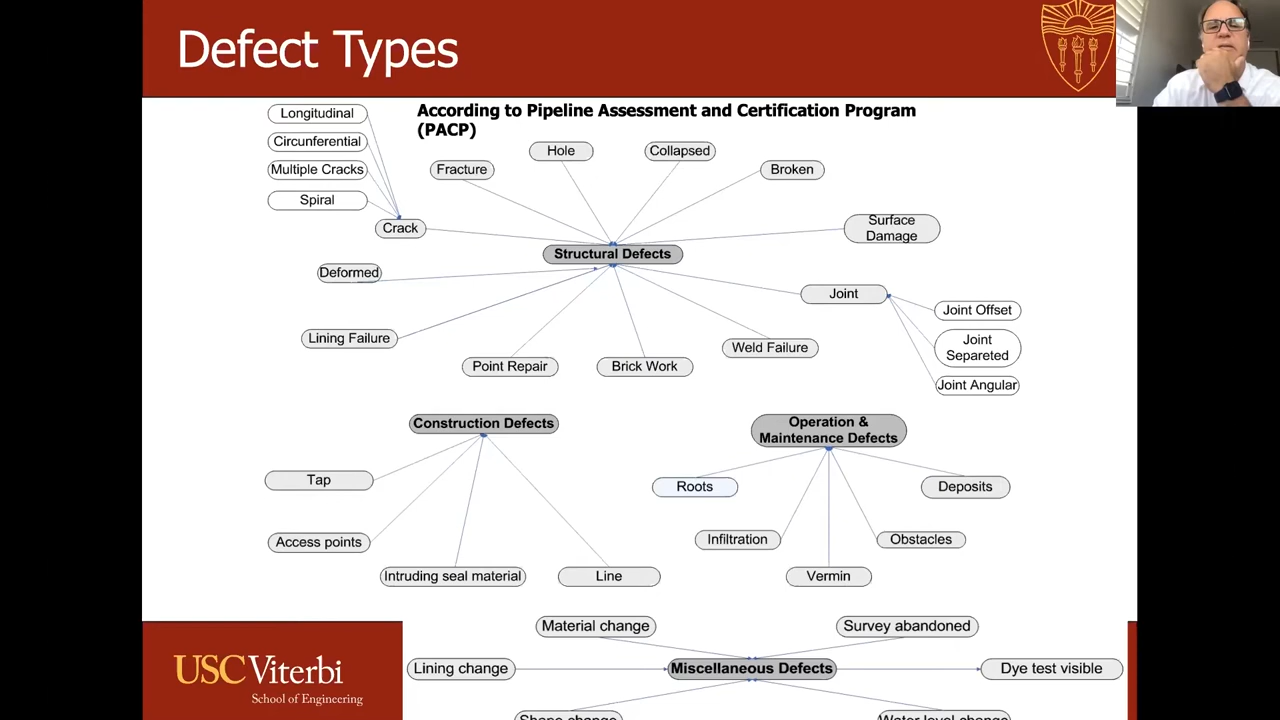 Defect Types
According to Pipeline Assessment and Certification Program
(PACP)
Longitudinal
Circunferential
Multiple Cracks
Spiral
Crack
Fracture
Hole
Collapsed
Broken
Surface
Damage
Structural Defects
Deformed
Lining Failure
Point Repair
Brick Work
Weld Failure
Joint
Joint Offset
Joint
Separeted
Joint Angular
Construction Defects
Tap
Access points
Intruding seal material
Line
Operation &
Maintenance Defects
Roots
Infiltration
Vermin
Obstacles
Deposits
Material change
Survey abandoned
Lining change
Miscellaneous Defects
Dye test visible
Shape change
Water level change
USC Viterbi
School of Engineering